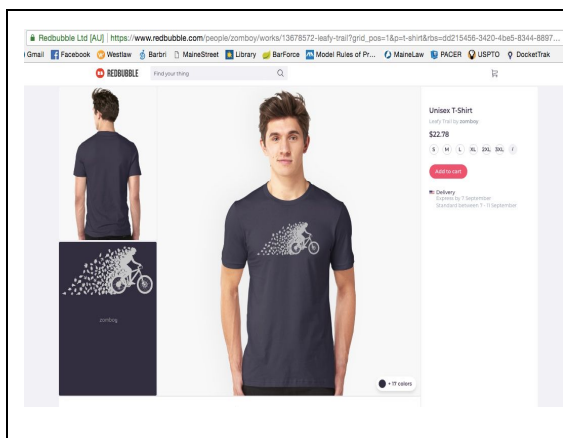 Redbubble Ltd [AU] | https://www.redbubble.com/people/zomboy/works/13678572-leafy-trail?grid_pos=1&p=t-shirt&rbs=dd215456-3420-4be5-8344-8897...
Gmail Facebook Westlaw Barbri MaineStreet Library BarForce Model Rules of Pr... MaineLaw PACER USPTO DocketTrak
REDBUBBLE Find your thing
Unisex T-Shirt
Leafy Trail by zomboy
$22.78
S M L XL 2XL 3XL
Add to cart
Delivery
Express by 7 September
Standard between 7 - 11 September
zomboy
+ 17 colors